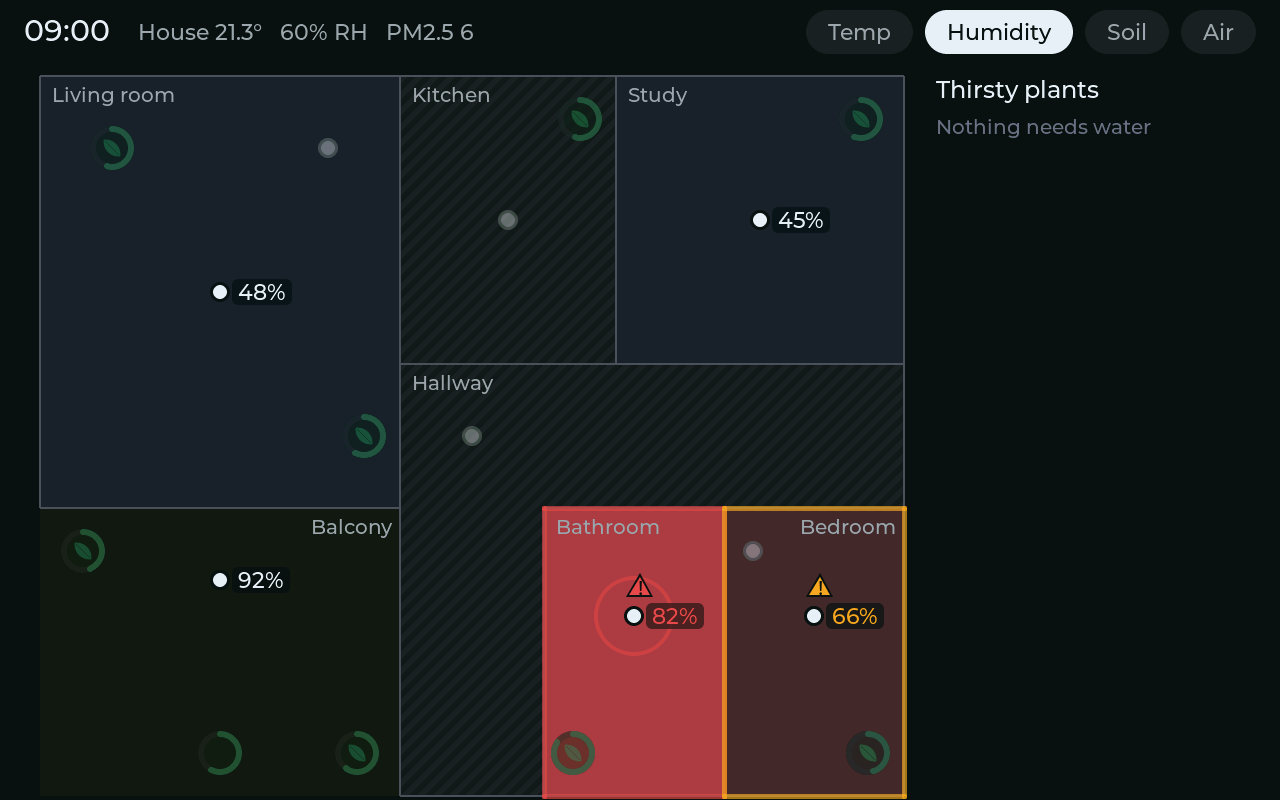 09:00 House 21.3° 60% RH PM2.5 6 Temp Humidity Soil Air
Living room
Kitchen
Study
Thirsty plants
Nothing needs water
45%
48%
Hallway
Balcony
Bathroom
Bedroom
92%
82%
66%